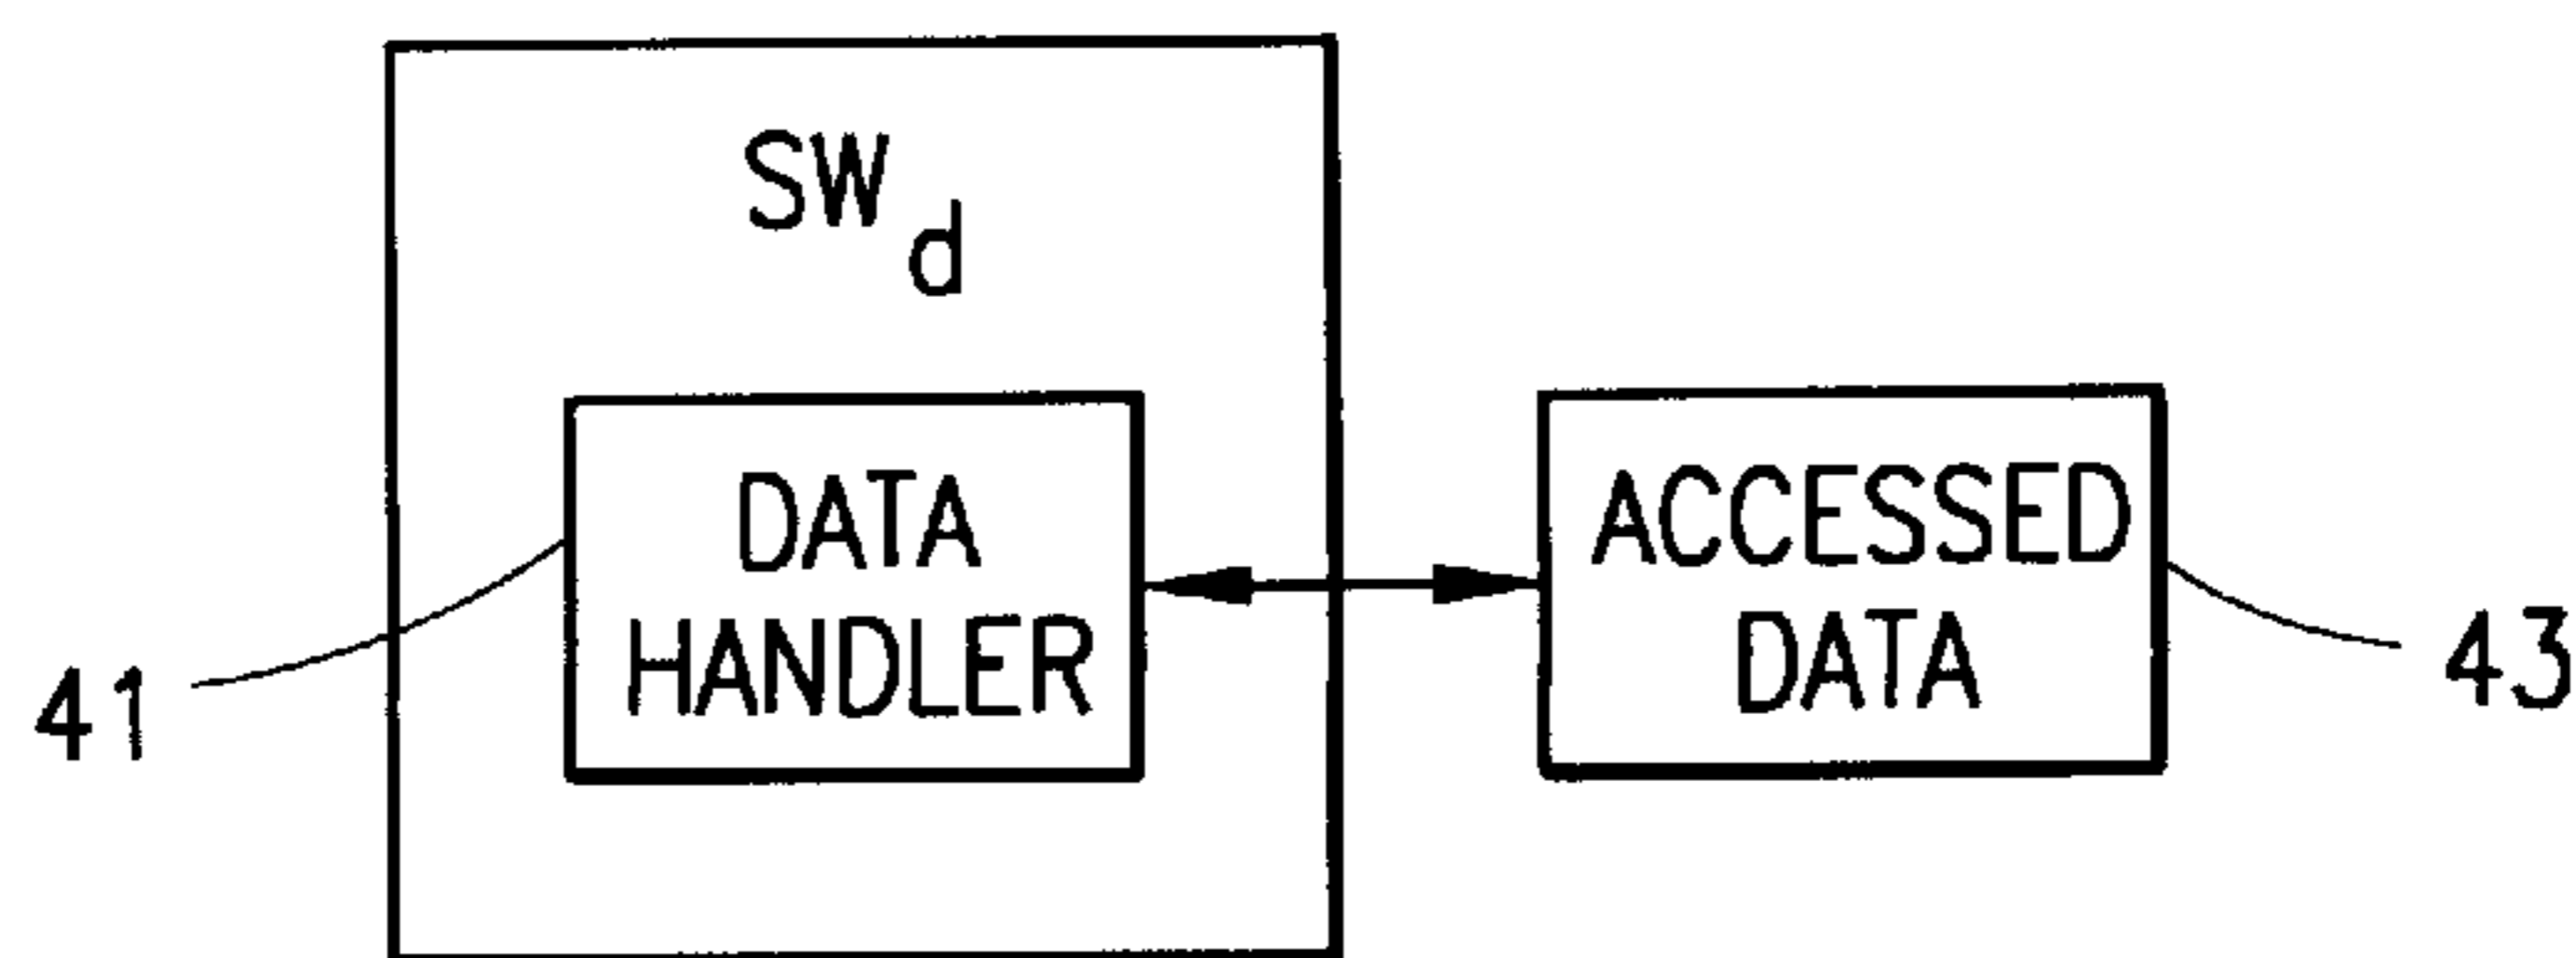 SWd
DATA
HANDLER
ACCESSED
DATA
41
43